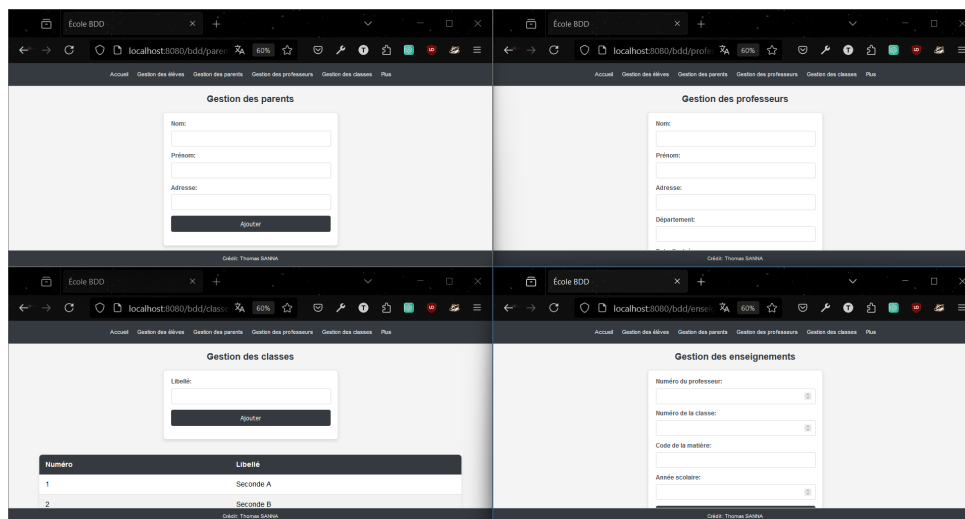 École BDD
localhost:8080/bdd/paren
60%
Accueil Gestion des élèves Gestion des parents Gestion des professeurs Gestion des classes Plus
Gestion des parents
Nom:
Prénom:
Adresse:
Ajouter
Crédit: Thomas SANNA
École BDD
localhost:8080/bdd/profe
60%
Accueil Gestion des élèves Gestion des parents Gestion des professeurs Gestion des classes Plus
Gestion des professeurs
Nom:
Prénom:
Adresse:
Département:
Crédit: Thomas SANNA
École BDD
localhost:8080/bdd/classe
60%
Accueil Gestion des élèves Gestion des parents Gestion des professeurs Gestion des classes Plus
Gestion des classes
Libellé:
Ajouter
Numéro Libellé
1 Seconde A
2 Seconde B
Crédit: Thomas SANNA
École BDD
localhost:8080/bdd/ensei
60%
Accueil Gestion des élèves Gestion des parents Gestion des professeurs Gestion des classes Plus
Gestion des enseignements
Numéro du professeur:
Numéro de la classe:
Code de la matière:
Année scolaire:
Crédit: Thomas SANNA